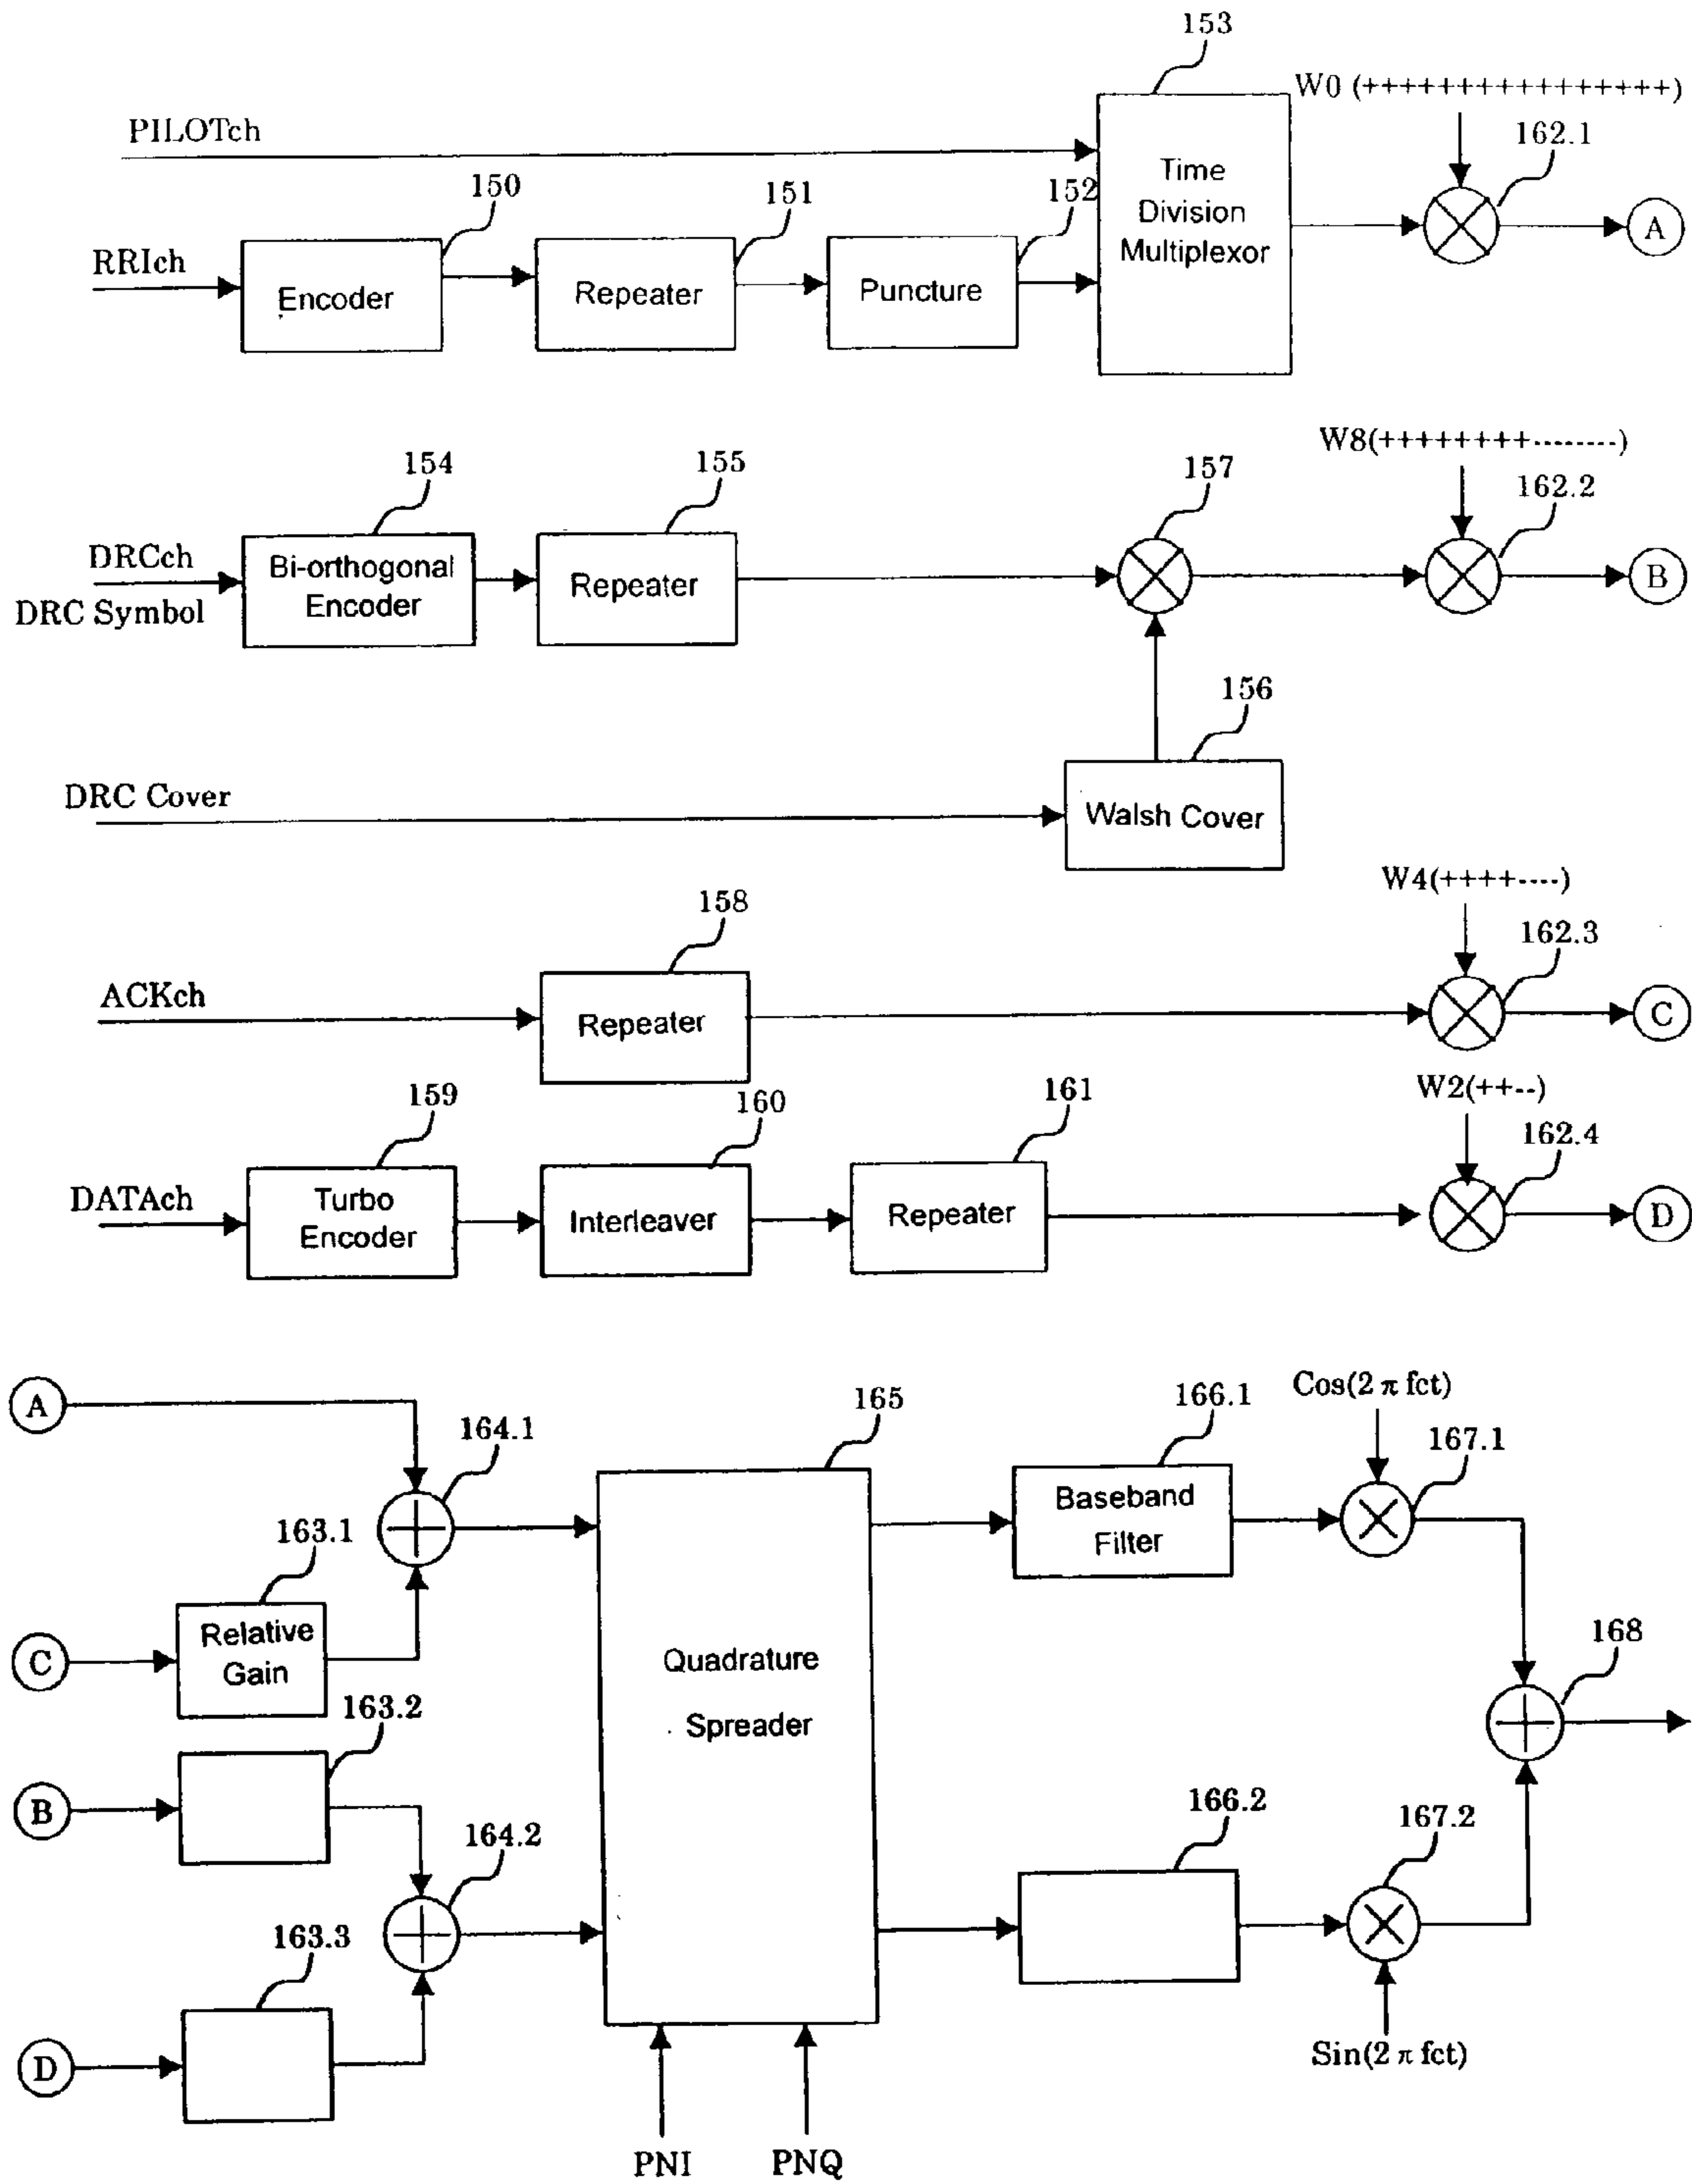 153
W0 (++++++++++++++++)
PILOTch
162.1
Time
Division
Multiplexor
150
151
152
A
RRIch
Encoder
Repeater
Puncture
W8(++++++++--------)
154
155
157
162.2
DRCch
DRC Symbol
Bi-orthogonal
Encoder
Repeater
B
156
DRC Cover
Walsh Cover
W4(++++----)
158
162.3
ACKch
Repeater
C
W2(++--)
159
160
161
162.4
DATAch
Turbo
Encoder
Interleaver
Repeater
D
A
164.1
165
166.1
Cos(2 π fct)
167.1
Baseband
Filter
163.1
C
Relative
Gain
Quadrature
Spreader
168
163.2
B
164.2
166.2
167.2
163.3
D
Sin(2 π fct)
PNI
PNQ